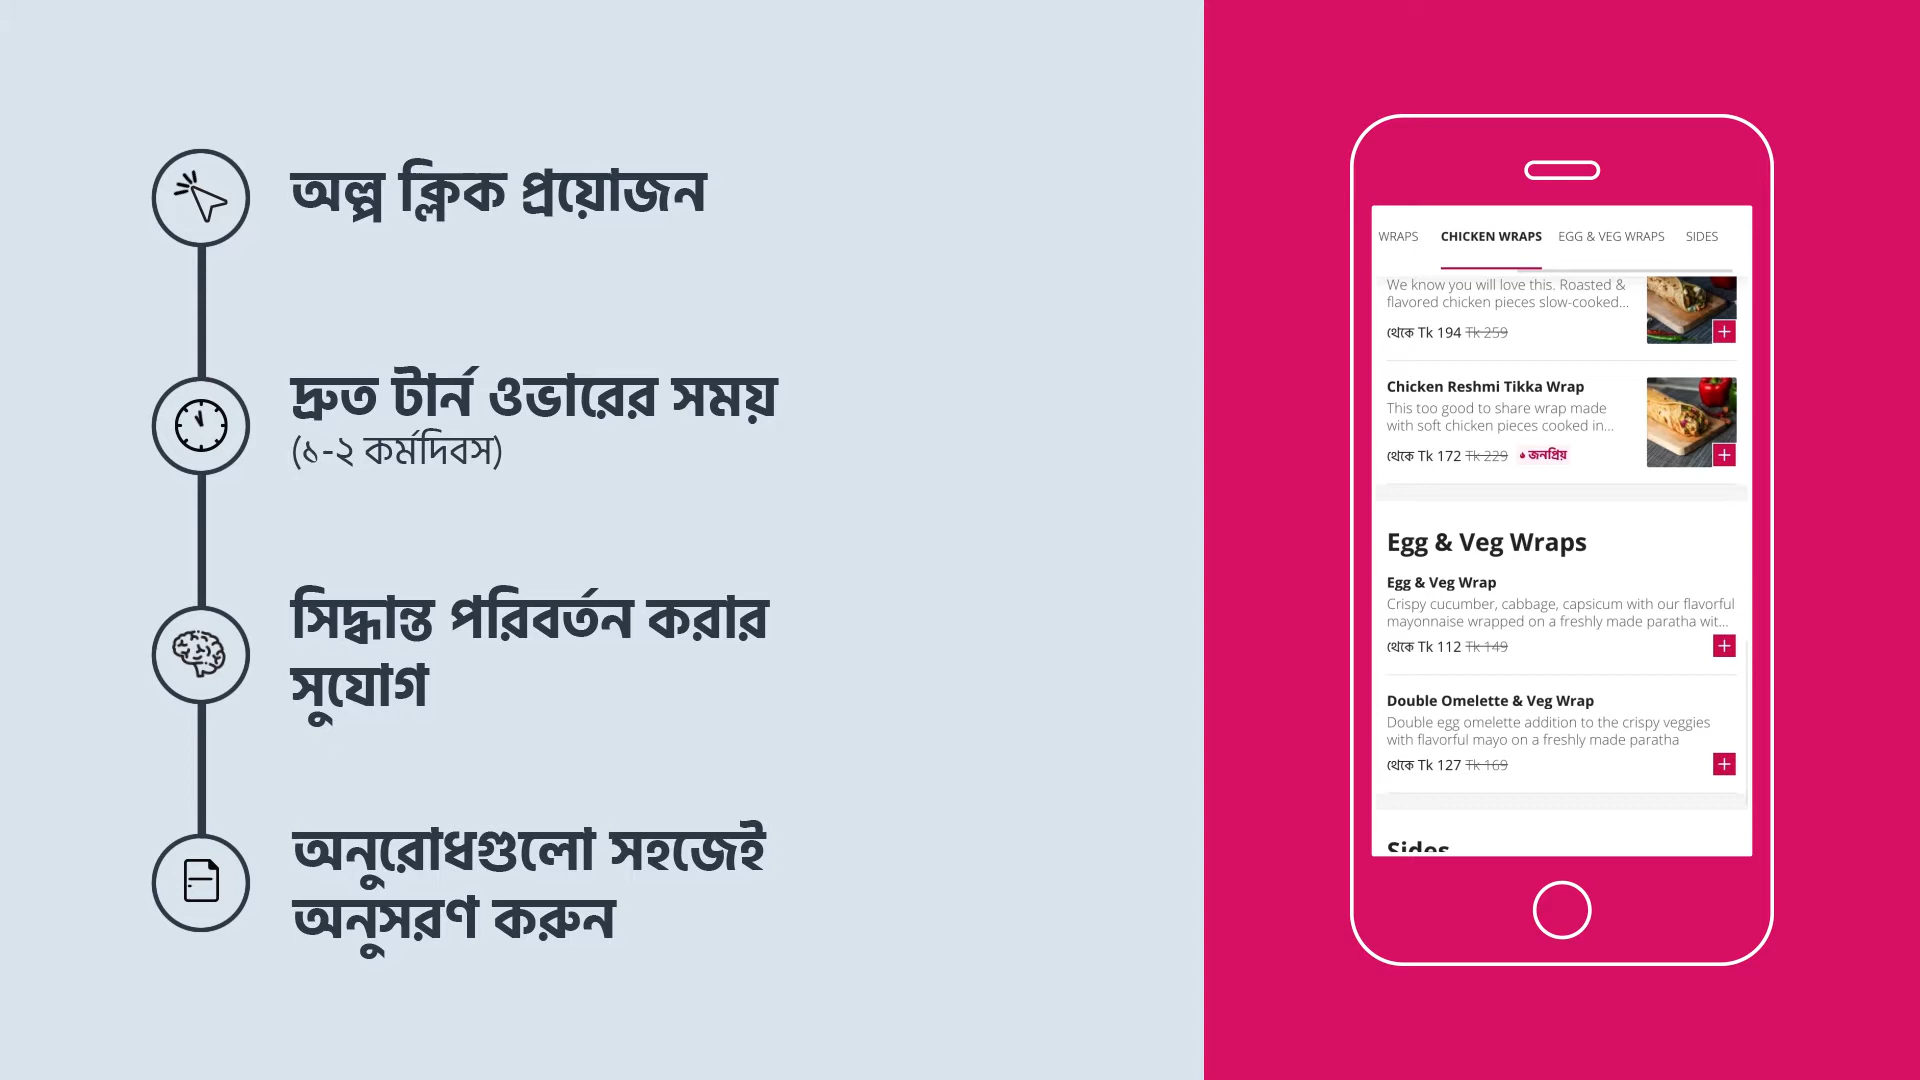 অল্প ক্লিক প্রয়োজন
দ্রুত টার্ন ওভারের সময়
(১-২ কর্মদিবস)
সিদ্ধান্ত পরিবর্তন করার
সুযোগ
অনুরোধগুলো সহজেই
অনুসরণ করুন
WRAPS CHICKEN WRAPS EGG & VEG WRAPS SIDES
We know you will love this. Roasted &
flavored chicken pieces slow-cooked...
থেকে Tk 194 Tk 259
Chicken Reshmi Tikka Wrap
This too good to share wrap made
with soft chicken pieces cooked in...
থেকে Tk 172 Tk 229 জনপ্রিয়
Egg & Veg Wraps
Egg & Veg Wrap
Crispy cucumber, cabbage, capsicum with our flavorful
mayonnaise wrapped on a freshly made paratha wit...
থেকে Tk 112 Tk 149
Double Omelette & Veg Wrap
Double egg omelette addition to the crispy veggies
with flavorful mayo on a freshly made paratha
থেকে Tk 127 Tk 169
Sides